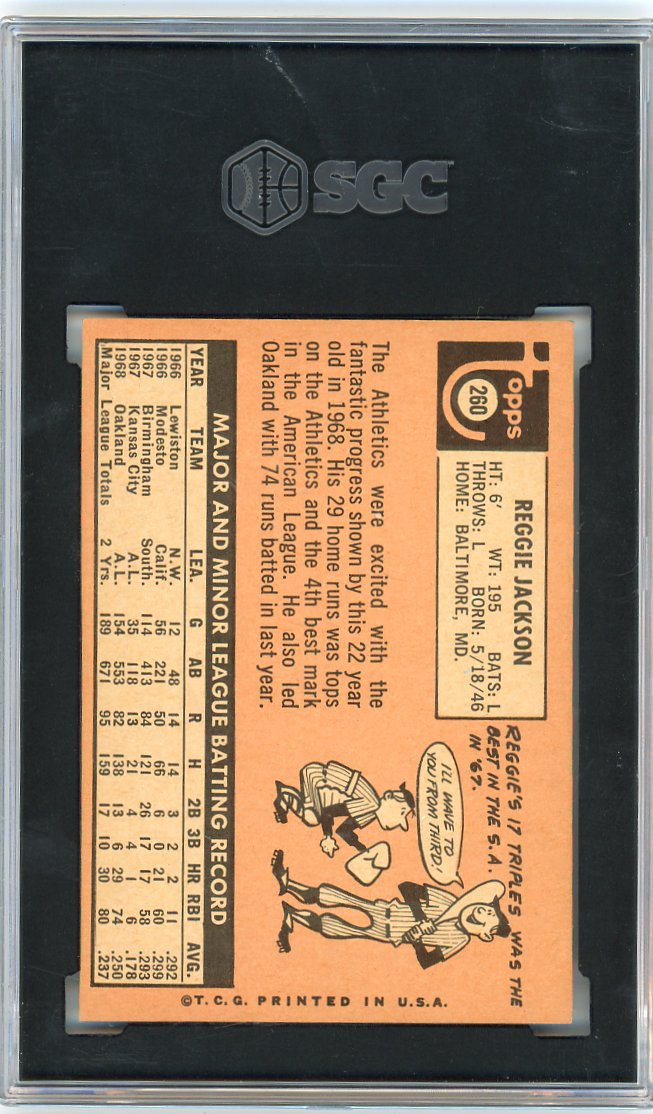 SGC
Topps
260
REGGIE JACKSON
HT: 6' WT: 195 BATS: L
THROWS: L BORN: 5/18/46
HOME: BALTIMORE, MD.
The Athletics were excited with the
fantastic progress shown by this 22 year
old in 1968. His 29 home runs was tops
on the Athletics and the 4th best mark
in the American League. He also led
Oakland with 74 runs batted in last year.
REGGIE'S 17 TRIPLES WAS THE
BEST IN THE S.A.
IN '67.
I'LL WAVE TO
YOU FROM THIRD!
MAJOR AND MINOR LEAGUE BATTING RECORD
YEAR TEAM LEA. G AB R H 2B 3B HR RBI AVG.
1966 Lewiston N.W. 12 48 14 14 3 2 2 11 .292
1966 Modesto Calif. 56 221 50 66 6 0 21 60 .299
1967 Birmingham South. 114 413 84 121 26 17 17 58 .293
1967 Kansas City A.L. 35 118 13 21 4 4 1 6 .178
1968 Oakland A.L. 154 553 82 138 13 6 29 74 .250
Major League Totals 2 Yrs. 189 671 95 159 17 10 30 80 .237
©T.C.G. PRINTED IN U.S.A.